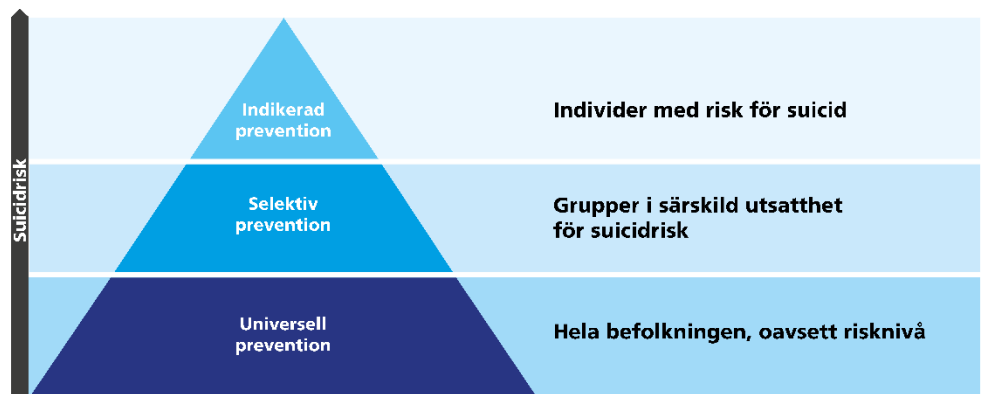 Suicidrisk
Indikerad
prevention
Individer med risk för suicid
Selektiv
prevention
Grupper i särskild utsatthet
för suicidrisk
Universell
prevention
Hela befolkningen, oavsett risknivå